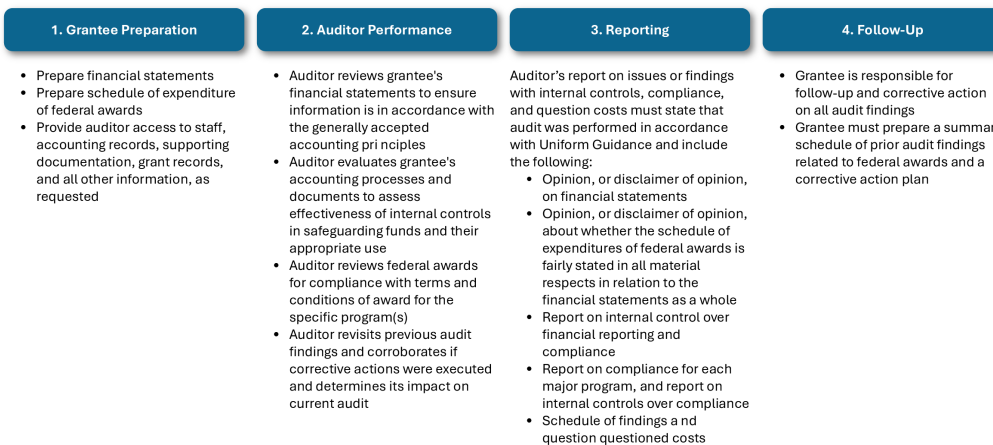 1. Grantee Preparation
• Prepare financial statements
• Prepare schedule of expenditure
of federal awards
• Provide auditor access to staff,
accounting records, supporting
documentation, grant records,
and all other information, as
requested
2. Auditor Performance
• Auditor reviews grantee's
financial statements to ensure
information is in accordance with
the generally accepted
accounting pri nciples
• Auditor evaluates grantee's
accounting processes and
documents to assess
effectiveness of internal controls
in safeguarding funds and their
appropriate use
• Auditor reviews federal awards
for compliance with terms and
conditions of award for the
specific program(s)
• Auditor revisits previous audit
findings and corroborates if
corrective actions were executed
and determines its impact on
current audit
3. Reporting
Auditor’s report on issues or findings
with internal controls, compliance,
and question costs must state that
audit was performed in accordance
with Uniform Guidance and include
the following:
• Opinion, or disclaimer of opinion,
on financial statements
• Opinion, or disclaimer of opinion,
about whether the schedule of
expenditures of federal awards is
fairly stated in all material
respects in relation to the
financial statements as a whole
• Report on internal control over
financial reporting and
compliance
• Report on compliance for each
major program, and report on
internal controls over compliance
• Schedule of findings a nd
question questioned costs
4. Follow-Up
• Grantee is responsible for
follow-up and corrective action
on all audit findings
• Grantee must prepare a summar
schedule of prior audit findings
related to federal awards and a
corrective action plan